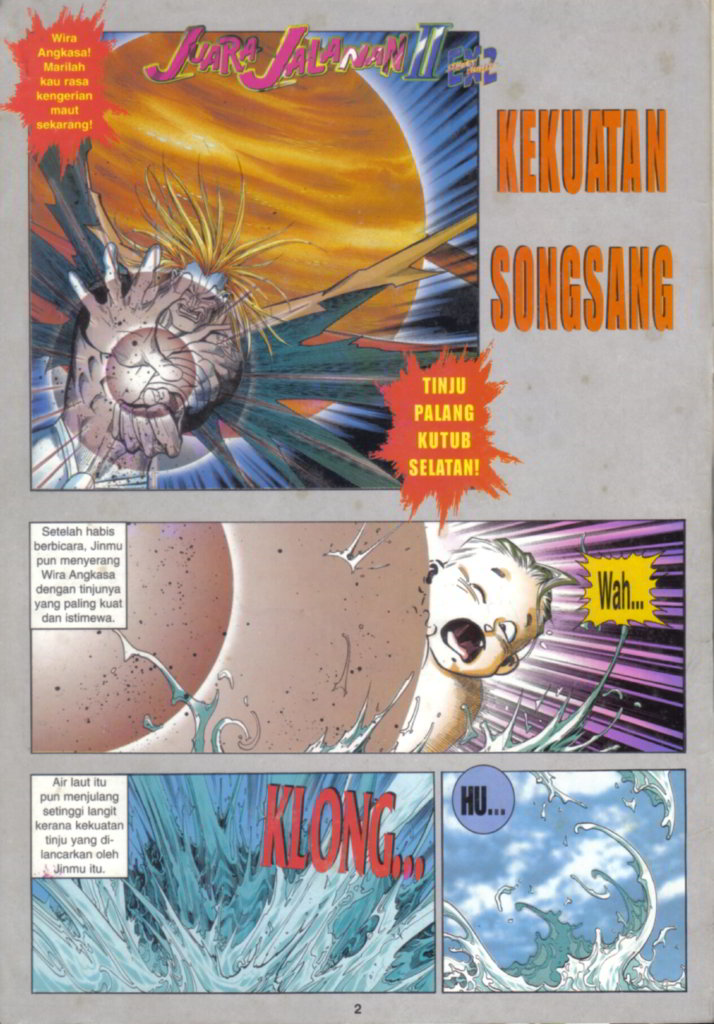 Wira
Angkasa!
Marilah
kau rasa
kengerian
maut
sekarang!
JUARA JALANAN II
EX2
KEKUATAN
SONGSANG
TINJU
PALANG
KUTUB
SELATAN!
Setelah habis
berbicara, Jinmu
pun menyerang
Wira Angkasa
dengan tinjunya
yang paling kuat
dan istimewa.
Wah...
Air laut itu
pun menjulang
setinggi langit
kerana kekuatan
tinju yang di-
lancarkan oleh
Jinmu itu.
KLONG...
HU...
2